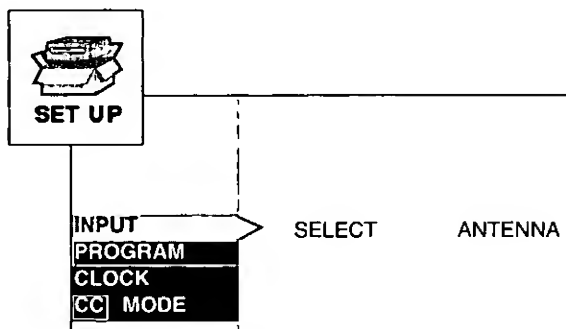 SET UP
INPUT SELECT ANTENNA
PROGRAM
CLOCK
CC MODE